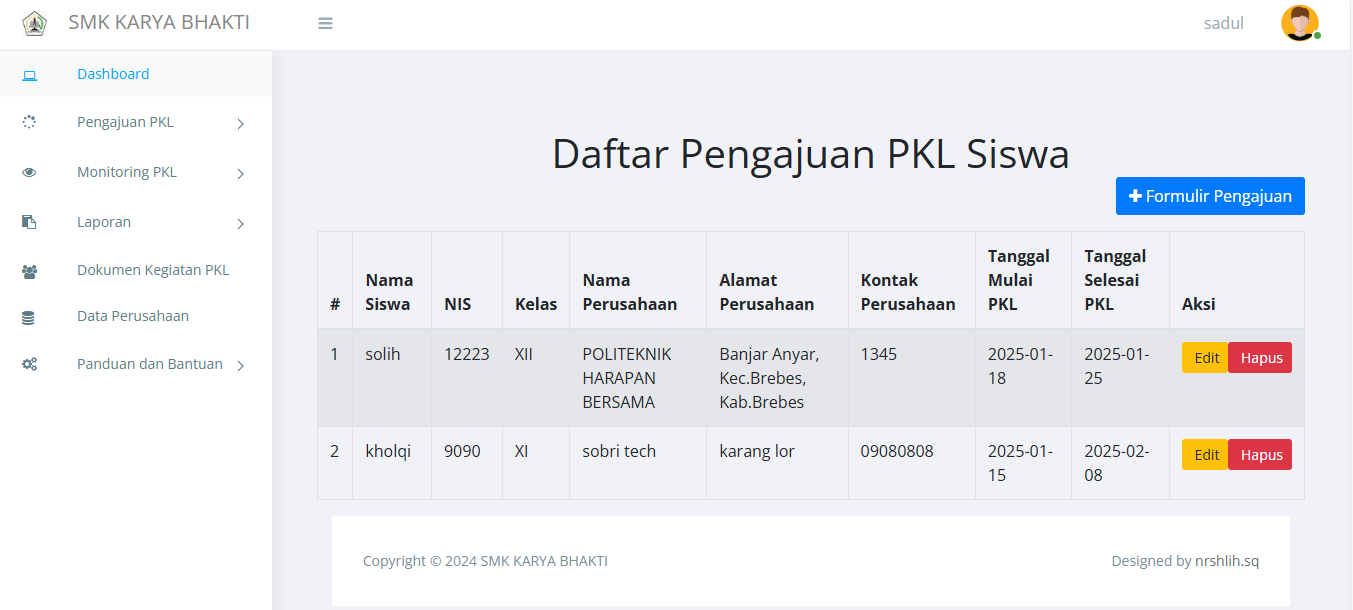 SMK KARYA BHAKTI
sadul
Dashboard
Pengajuan PKL
Monitoring PKL
Laporan
Dokumen Kegiatan PKL
Data Perusahaan
Panduan dan Bantuan
Daftar Pengajuan PKL Siswa
Formulir Pengajuan
# Nama Siswa NIS Kelas Nama Perusahaan Alamat Perusahaan Kontak Perusahaan Tanggal Mulai PKL Tanggal Selesai PKL Aksi
1 solih 12223 XII POLITEKNIK HARAPAN BERSAMA Banjar Anyar, Kec.Brebes, Kab.Brebes 1345 2025-01-18 2025-01-25 Edit Hapus
2 kholqi 9090 XI sobri tech karang lor 09080808 2025-01-15 2025-02-08 Edit Hapus
Copyright © 2024 SMK KARYA BHAKTI
Designed by nrshlih.sq